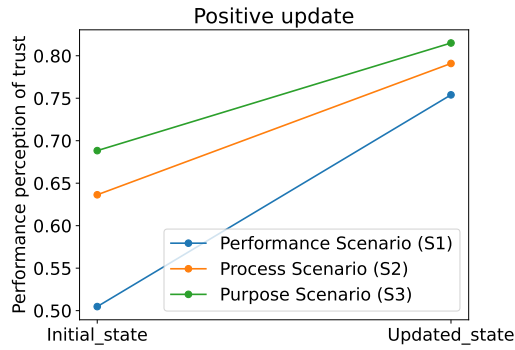 Positive update
Performance perception of trust
0.80
0.75
0.70
0.65
0.60
0.55
0.50
Performance Scenario (S1)
Process Scenario (S2)
Purpose Scenario (S3)
Initial_state
Updated_state